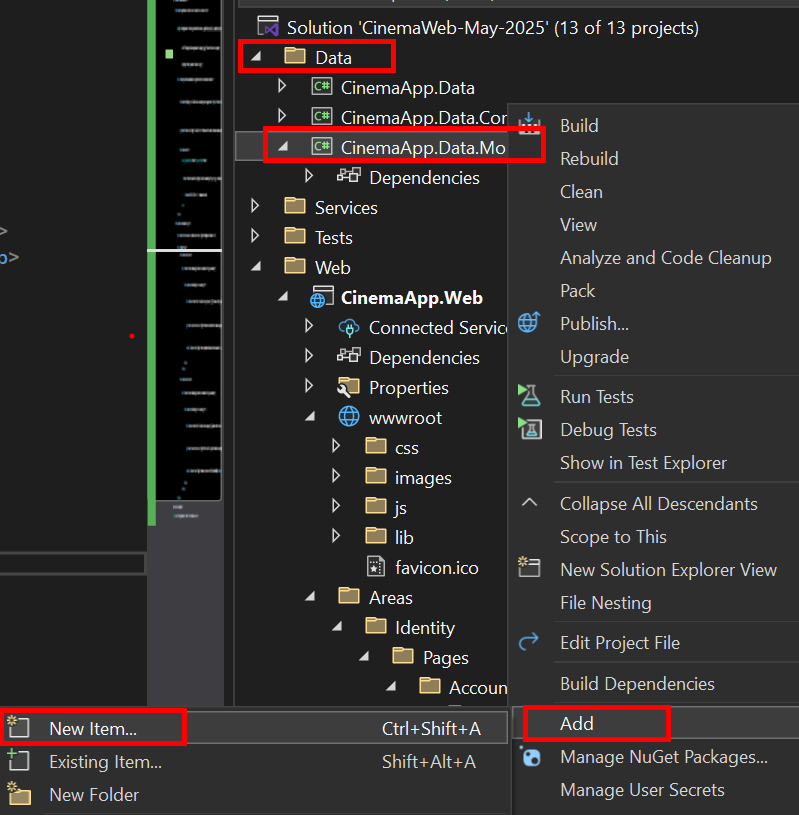 Solution 'CinemaWeb-May-2025' (13 of 13 projects)
Data
CinemaApp.Data
CinemaApp.Data.Cor
CinemaApp.Data.Mo
Dependencies
Services
Tests
Web
CinemaApp.Web
Connected Service
Dependencies
Properties
wwwroot
css
images
js
lib
favicon.ico
Areas
Identity
Pages
Accoun
>
p>
Build
Rebuild
Clean
View
Analyze and Code Cleanup
Pack
Publish...
Upgrade
Run Tests
Debug Tests
Show in Test Explorer
Collapse All Descendants
Scope to This
New Solution Explorer View
File Nesting
Edit Project File
Build Dependencies
Add
Manage NuGet Packages...
Manage User Secrets
New Item... Ctrl+Shift+A
Existing Item... Shift+Alt+A
New Folder